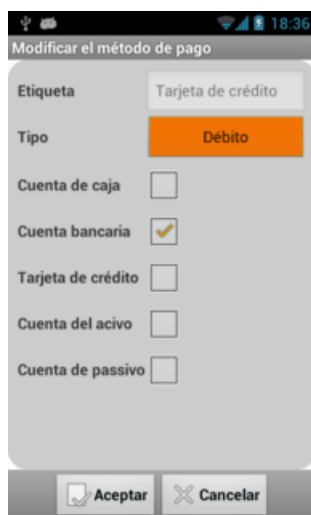 18:36
Modificar el método de pago
Etiqueta Tarjeta de crédito
Tipo Débito
Cuenta de caja
Cuenta bancaria
Tarjeta de crédito
Cuenta del acivo
Cuenta de passivo
Aceptar Cancelar